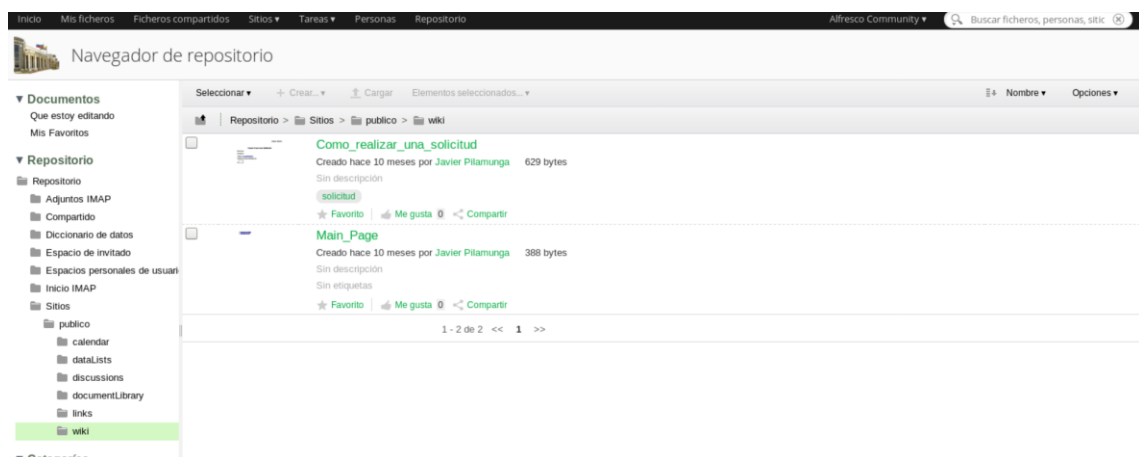 Inicio Mis ficheros Ficheros compartidos Sitios ▾ Tareas ▾ Personas Repositorio Alfresco Community ▾ Buscar ficheros, personas, sitic
Navegador de repositorio
▾ Documentos
Que estoy editando
Mis Favoritos
▾ Repositorio
Repositorio
Adjuntos IMAP
Compartido
Diccionario de datos
Espacio de invitado
Espacios personales de usuari
Inicio IMAP
Sitios
publico
calendar
dataLists
discussions
documentLibrary
links
wiki
Seleccionar ▾ + Crear... ▾ Cargar Elementos seleccionados... ▾ Nombre ▾ Opciones ▾
Repositorio > Sitios > publico > wiki
Como_realizar_una_solicitud
Creado hace 10 meses por Javier Pilamunga 629 bytes
Sin descripción
solicitud
Favorito Me gusta 0 Compartir
Main_Page
Creado hace 10 meses por Javier Pilamunga 388 bytes
Sin descripción
Sin etiquetas
Favorito Me gusta 0 Compartir
1 - 2 de 2 << 1 >>